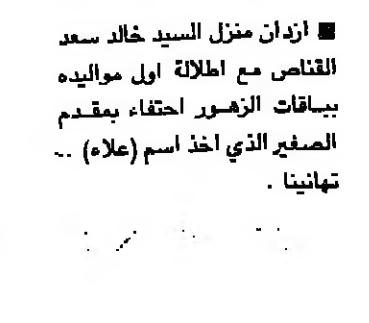 ■ ازدان منزل السيد خالد سعد
القناص مع اطلالة اول مواليده
بباقات الزهور احتفاء بمقدم
الصغير الذي اخذ اسم (علاء) ..
تهانينا .